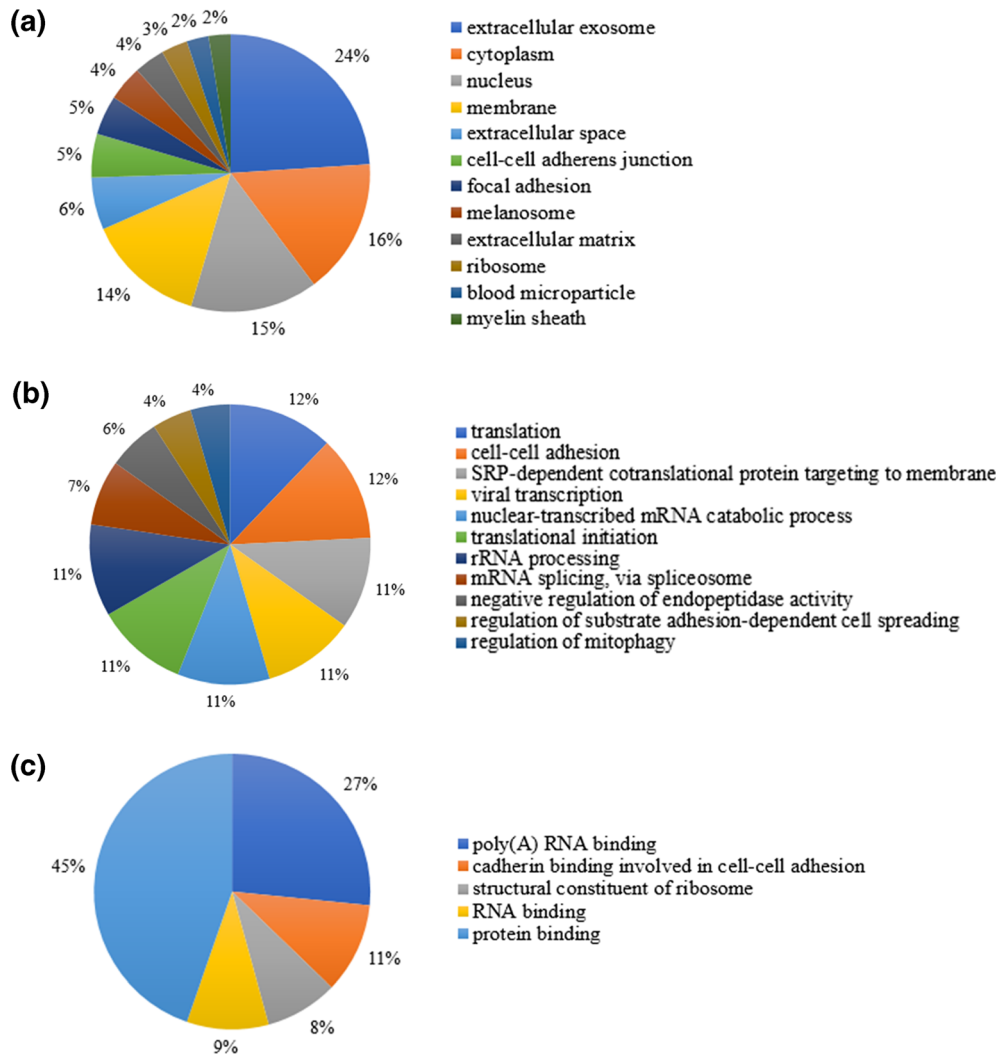 (a)
24%
16%
15%
14%
6%
5%
5%
4%
4%
3%
2%
2%
extracellular exosome
cytoplasm
nucleus
membrane
extracellular space
cell-cell adherens junction
focal adhesion
melanosome
extracellular matrix
ribosome
blood microparticle
myelin sheath
(b)
12%
12%
11%
11%
11%
11%
11%
7%
6%
4%
4%
translation
cell-cell adhesion
SRP-dependent cotranslational protein targeting to membrane
viral transcription
nuclear-transcribed mRNA catabolic process
translational initiation
rRNA processing
mRNA splicing, via spliceosome
negative regulation of endopeptidase activity
regulation of substrate adhesion-dependent cell spreading
regulation of mitophagy
(c)
27%
11%
8%
9%
45%
poly(A) RNA binding
cadherin binding involved in cell-cell adhesion
structural constituent of ribosome
RNA binding
protein binding